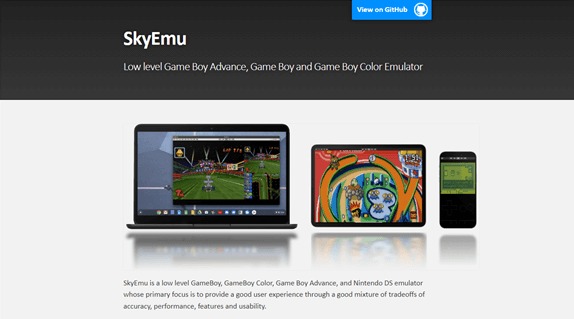 View on GitHub
SkyEmu
Low level Game Boy Advance, Game Boy and Game Boy Color Emulator
SkyEmu is a low level GameBoy, GameBoy Color, Game Boy Advance, and Nintendo DS emulator
whose primary focus is to provide a good user experience through a good mixture of tradeoffs of
accuracy, performance, features and usability.